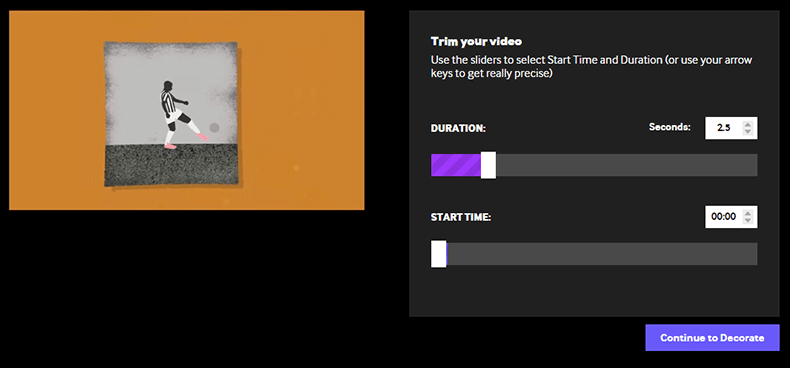 Trim your video
Use the sliders to select Start Time and Duration (or use your arrow
keys to get really precise)
DURATION: Seconds: 2.5
START TIME: 00:00
Continue to Decorate